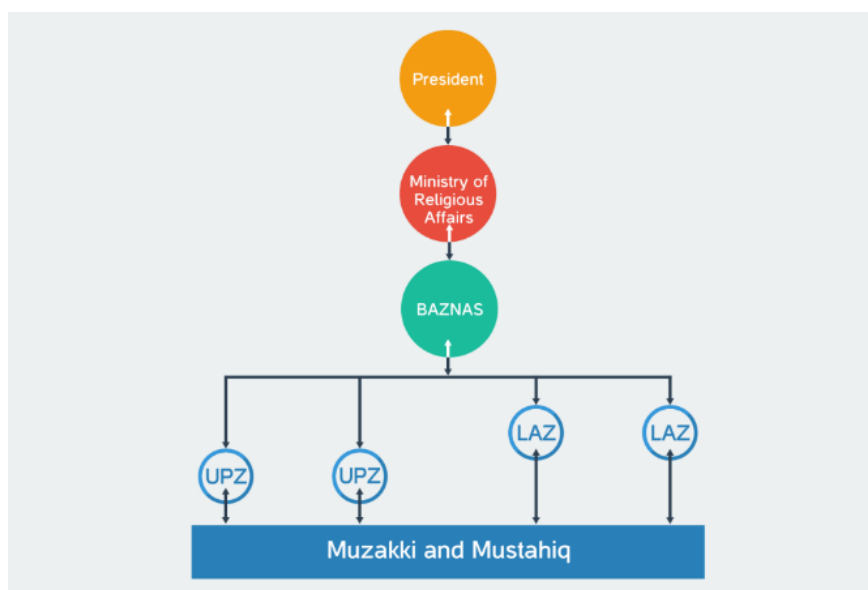 President
Ministry of
Religious
Affairs
BAZNAS
LAZ
LAZ
UPZ
UPZ
Muzakki and Mustahiq